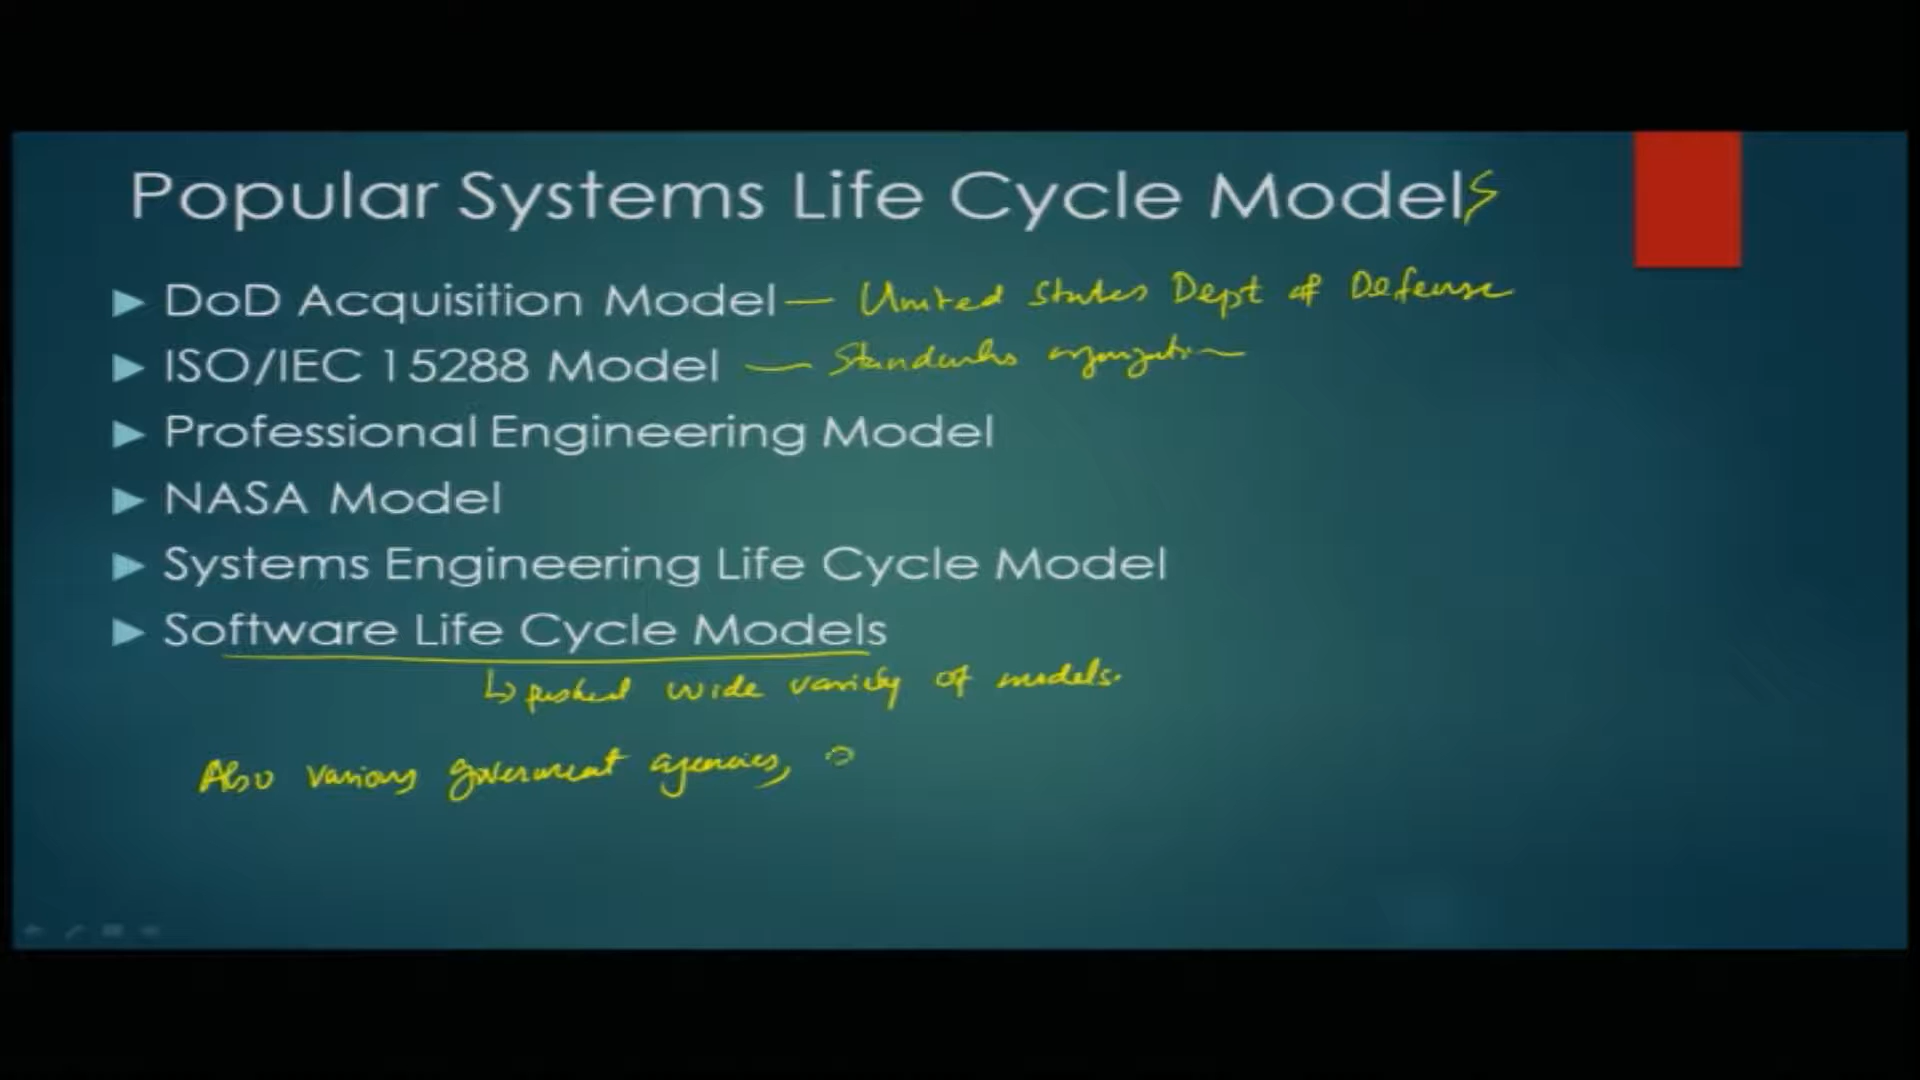 Popular Systems Life Cycle Models
DoD Acquisition Model — United States Dept of Defense
ISO/IEC 15288 Model — Standards organization
Professional Engineering Model
NASA Model
Systems Engineering Life Cycle Model
Software Life Cycle Models
↳ pushed wide variety of models.
Also various government agencies,